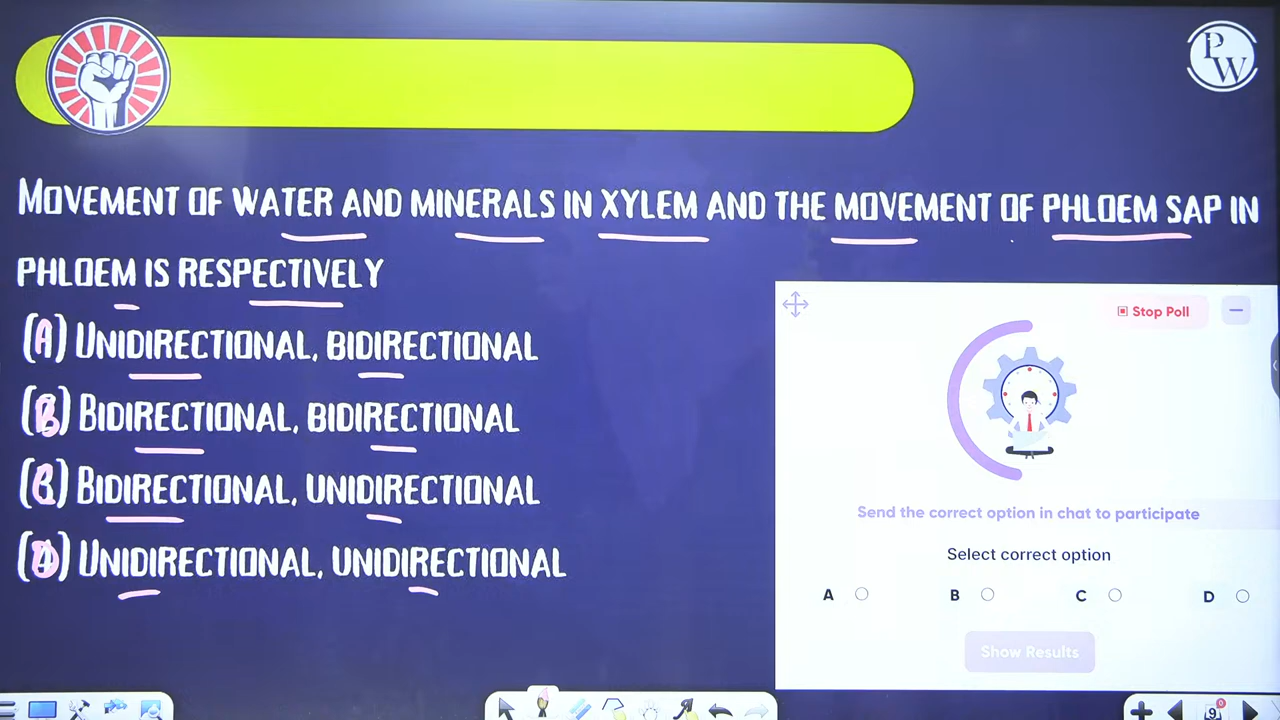 PW
MOVEMENT OF WATER AND MINERALS IN XYLEM AND THE MOVEMENT OF PHLOEM SAP IN
PHLOEM IS RESPECTIVELY
(A) UNIDIRECTIONAL, BIDIRECTIONAL
(B) BIDIRECTIONAL, BIDIRECTIONAL
(C) BIDIRECTIONAL, UNIDIRECTIONAL
(D) UNIDIRECTIONAL, UNIDIRECTIONAL
Stop Poll
Send the correct option in chat to participate
Select correct option
A B C D
Show Results
9 0